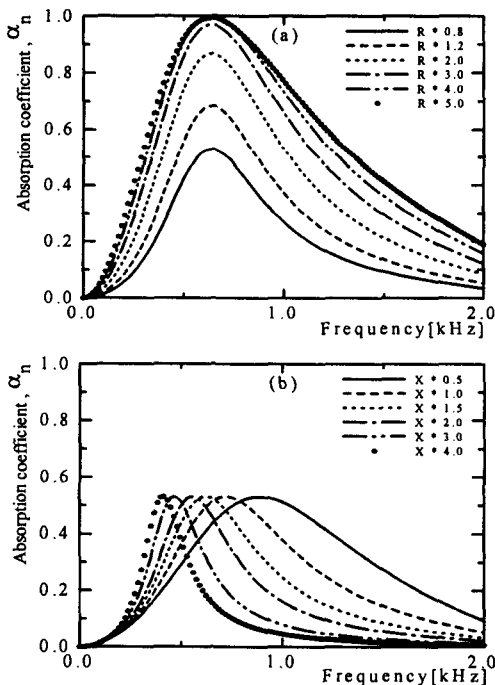 Absorption coefficient, αn
1.0
0.8
0.6
0.4
0.2
0.0
(a)
R * 0.8
R * 1.2
R * 2.0
R * 3.0
R * 4.0
R * 5.0
0.0
1.0
2.0
Frequency[kHz]
Absorption coefficient, αn
1.0
0.8
0.6
0.4
0.2
0.0
(b)
X * 0.5
X * 1.0
X * 1.5
X * 2.0
X * 3.0
X * 4.0
0.0
1.0
2.0
Frequency[kHz]